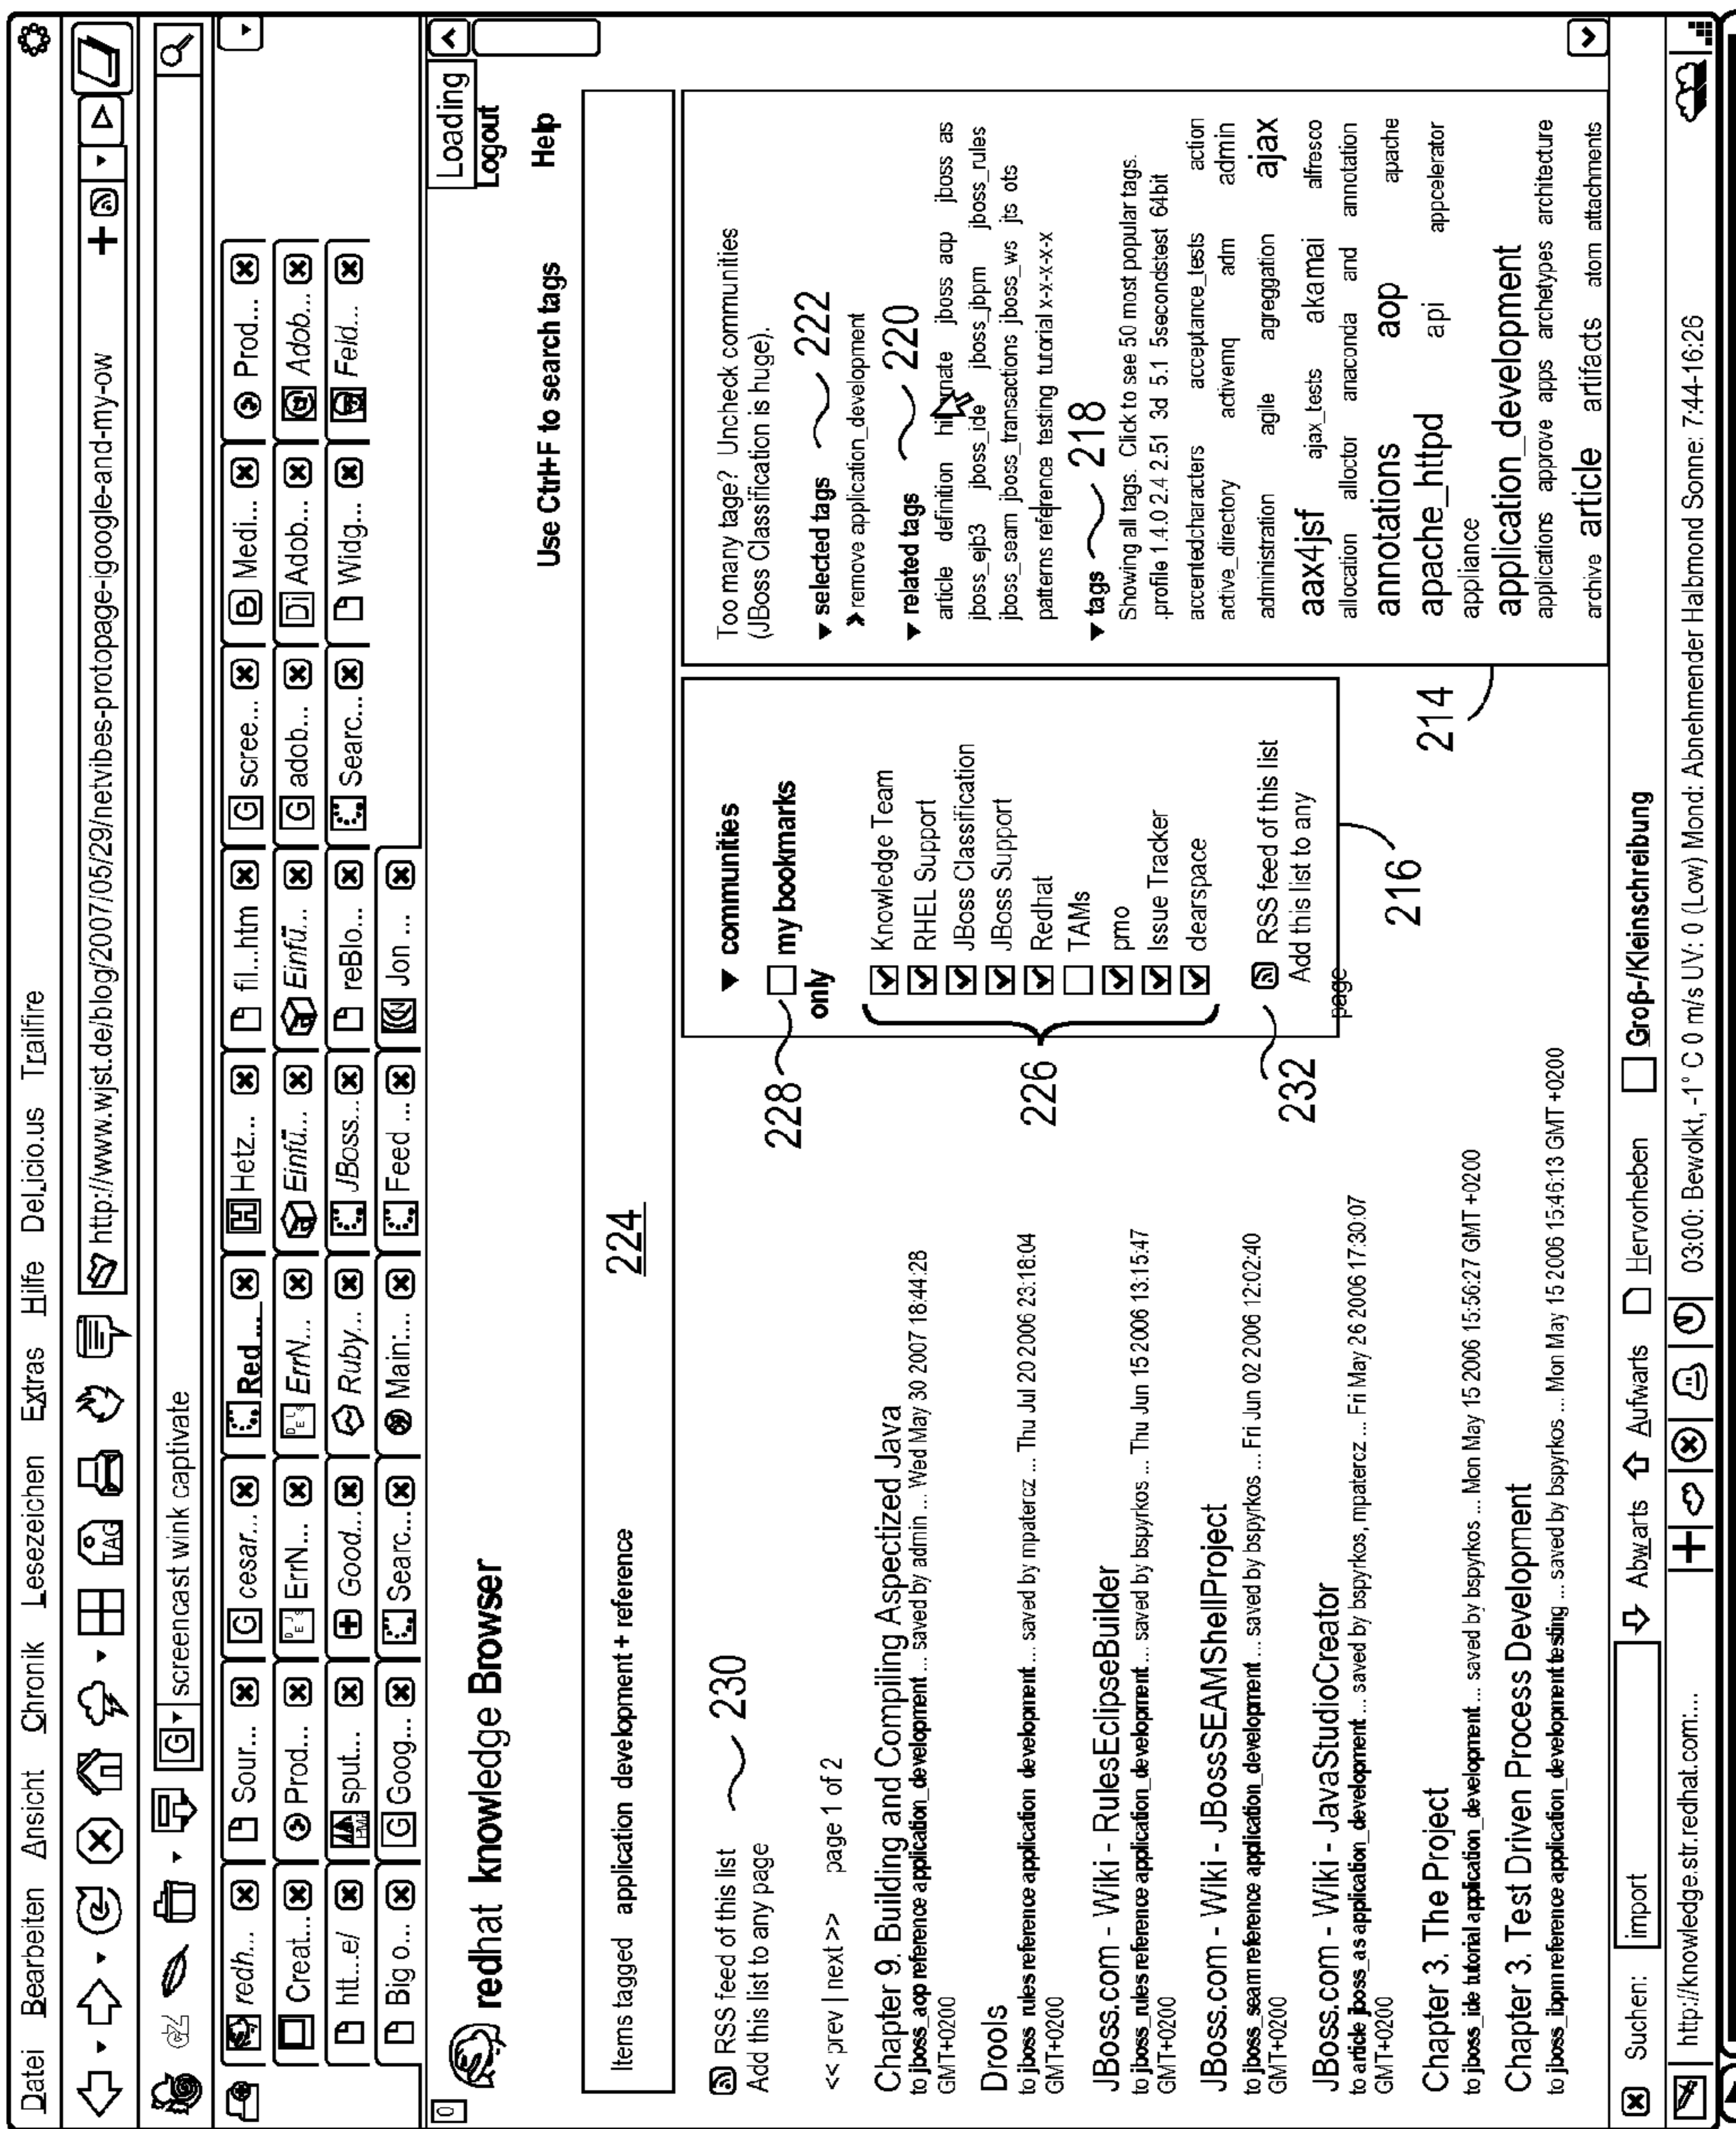 Datei Bearbeiten Ansicht Chronik Lesezeichen Extras Hilfe Del.icio.us Trailfire
TAG http://www.wjst.de/blog/2007/05/29/netvibes-protopage-igoogle-and-my-ow
G screencast wink captivate
redh... Sour... G cesar... Red ... H Hetz... fil...htm G scree... Medi... Prod...
Creat... Prod... ErrN... ErrN... Einfü... Einfü... G adob... Di Adob... Adob...
htt...e/ sput... Good... Ruby... JBoss... reBlo... Searc... Widg... Feld...
Big o... G Goog... Searc... Main:... Feed ... Jon ...
0
Loading
redhat knowledge Browser
Logout
Use Ctrl+F to search tags Help
224
Items tagged application development + reference
RSS feed of this list 230
Add this list to any page
<< prev | next >> page 1 of 2
Chapter 9. Building and Compiling Aspectized Java
to jboss_aop reference application_development ... saved by admin ... Wed May 30 2007 18:44:28
GMT+0200
Drools
to jboss_rules reference application development ... saved by mpatercz ... Thu Jul 20 2006 23:18:04
GMT+0200
JBoss.com - Wiki - RulesEclipseBuilder
to jboss_rules reference application_development ... saved by bspyrkos ... Thu Jun 15 2006 13:15:47
GMT+0200
JBoss.com - Wiki - JBossSEAMShellProject
to jboss_seam reference application_development ... saved by bspyrkos ... Fri Jun 02 2006 12:02:40
GMT+0200
JBoss.com - Wiki - JavaStudioCreator
to article jboss_as application_development ... saved by bspyrkos, mpatercz ... Fri May 26 2006 17:30:07
GMT+0200
Chapter 3. The Project
to jboss_ide tutorial application_development ... saved by bspyrkos ... Mon May 15 2006 15:56:27 GMT +0200
Chapter 3. Test Driven Process Development
to jboss_jbpm reference application_development testing ... saved by bspyrkos ... Mon May 15 2006 15:46:13 GMT +0200
communities
228
my bookmarks
only
226
Knowledge Team
RHEL Support
JBoss Classification
JBoss Support
Redhat
TAMs
pmo
Issue Tracker
clearspace
232
RSS feed of this list
Add this list to any
page
216
214
Too many tage? Uncheck communities
(JBoss Classification is huge).
selected tags 222
remove application_development
related tags 220
article definition hibernate jboss aop jboss as
jboss_ejb3 jboss_ide jboss_jbpm jboss_rules
jboss_seam jboss_transactions jboss_ws jts ots
patterns reference testing tutorial x-x-x-x-x
tags 218
Showing all tags. Click to see 50 most popular tags.
.profile 1.4.0 2.4 2.51 3d 5.1 5secondstest 64bit
accentedcharacters acceptance_tests action
active_directory activemq adm admin
administration agile agreggation ajax
aax4jsf ajax_tests akamai alfresco
allocation alloctor anaconda and annotation
annotations aop apache
apache_httpd api appcelerator
appliance
application_development
applications approve apps archetypes architecture
archive article artifacts atom attachments
Suchen: import Abwarts Aufwarts Hervorheben Groß-/Kleinschreibung
http://knowledge.str.redhat.com:... 03:00: Bewolkt, -1° C 0 m/s UV: 0 (Low) Mond: Abnehmender Halbmond Sonne: 7:44-16:26